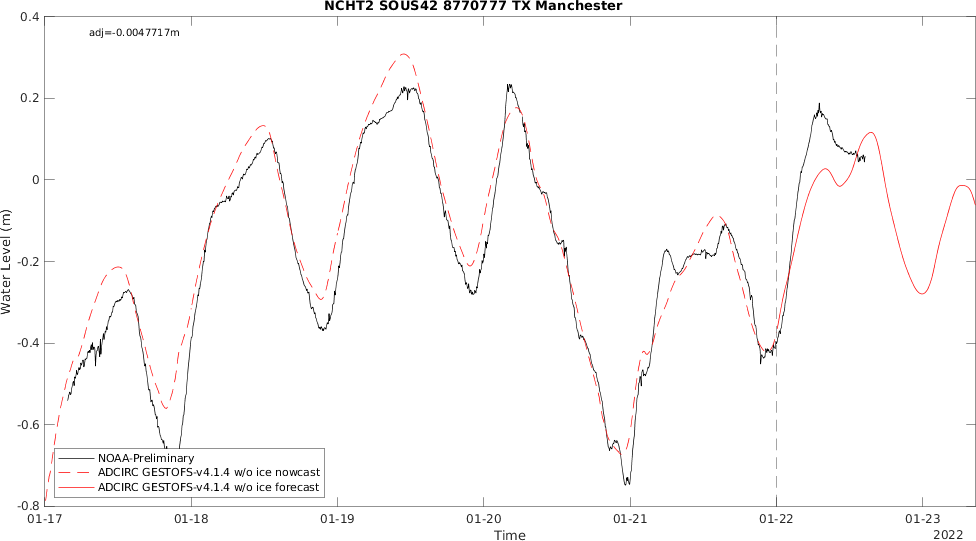 NCHT2 SOUS42 8770777 TX Manchester
adj=-0.0047717m
0.4
0.2
0
-0.2
-0.4
-0.6
-0.8
Water Level (m)
NOAA-Preliminary
ADCIRC GESTOFS-v4.1.4 w/o ice nowcast
ADCIRC GESTOFS-v4.1.4 w/o ice forecast
01-17 01-18 01-19 01-20 01-21 01-22 01-23
Time
2022